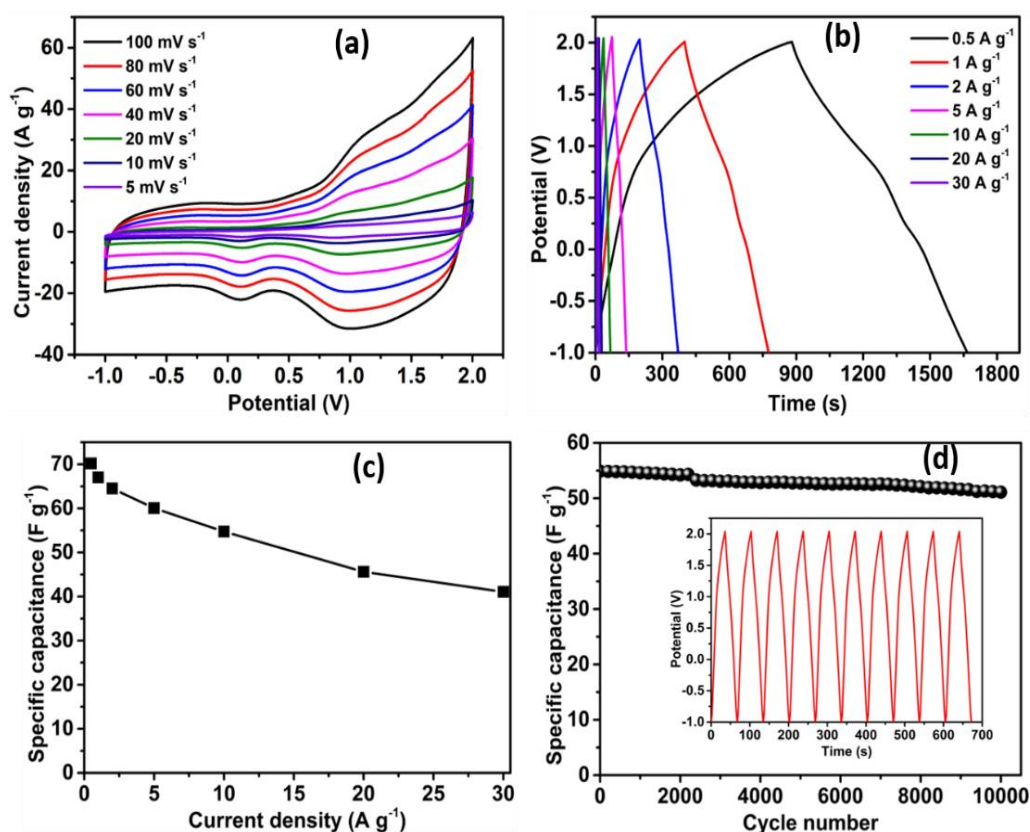 (a)
100 mV s⁻¹
80 mV s⁻¹
60 mV s⁻¹
40 mV s⁻¹
20 mV s⁻¹
10 mV s⁻¹
5 mV s⁻¹
Current density (A g⁻¹)
60
40
20
0
-20
-40
-1.0 -0.5 0.0 0.5 1.0 1.5 2.0
Potential (V)
(b)
0.5 A g⁻¹
1 A g⁻¹
2 A g⁻¹
5 A g⁻¹
10 A g⁻¹
20 A g⁻¹
30 A g⁻¹
Potential (V)
2.0
1.5
1.0
0.5
0.0
-0.5
-1.0
0 300 600 900 1200 1500 1800
Time (s)
(c)
Specific capacitance (F g⁻¹)
80
70
60
50
40
30
20
10
0
0 5 10 15 20 25 30
Current density (A g⁻¹)
(d)
Specific capacitance (F g⁻¹)
60
50
40
30
20
10
0
0 2000 4000 6000 8000 10000
Cycle number
Potential (V)
2.0
1.5
1.0
0.5
0.0
-0.5
-1.0
0 100 200 300 400 500 600 700
Time (s)